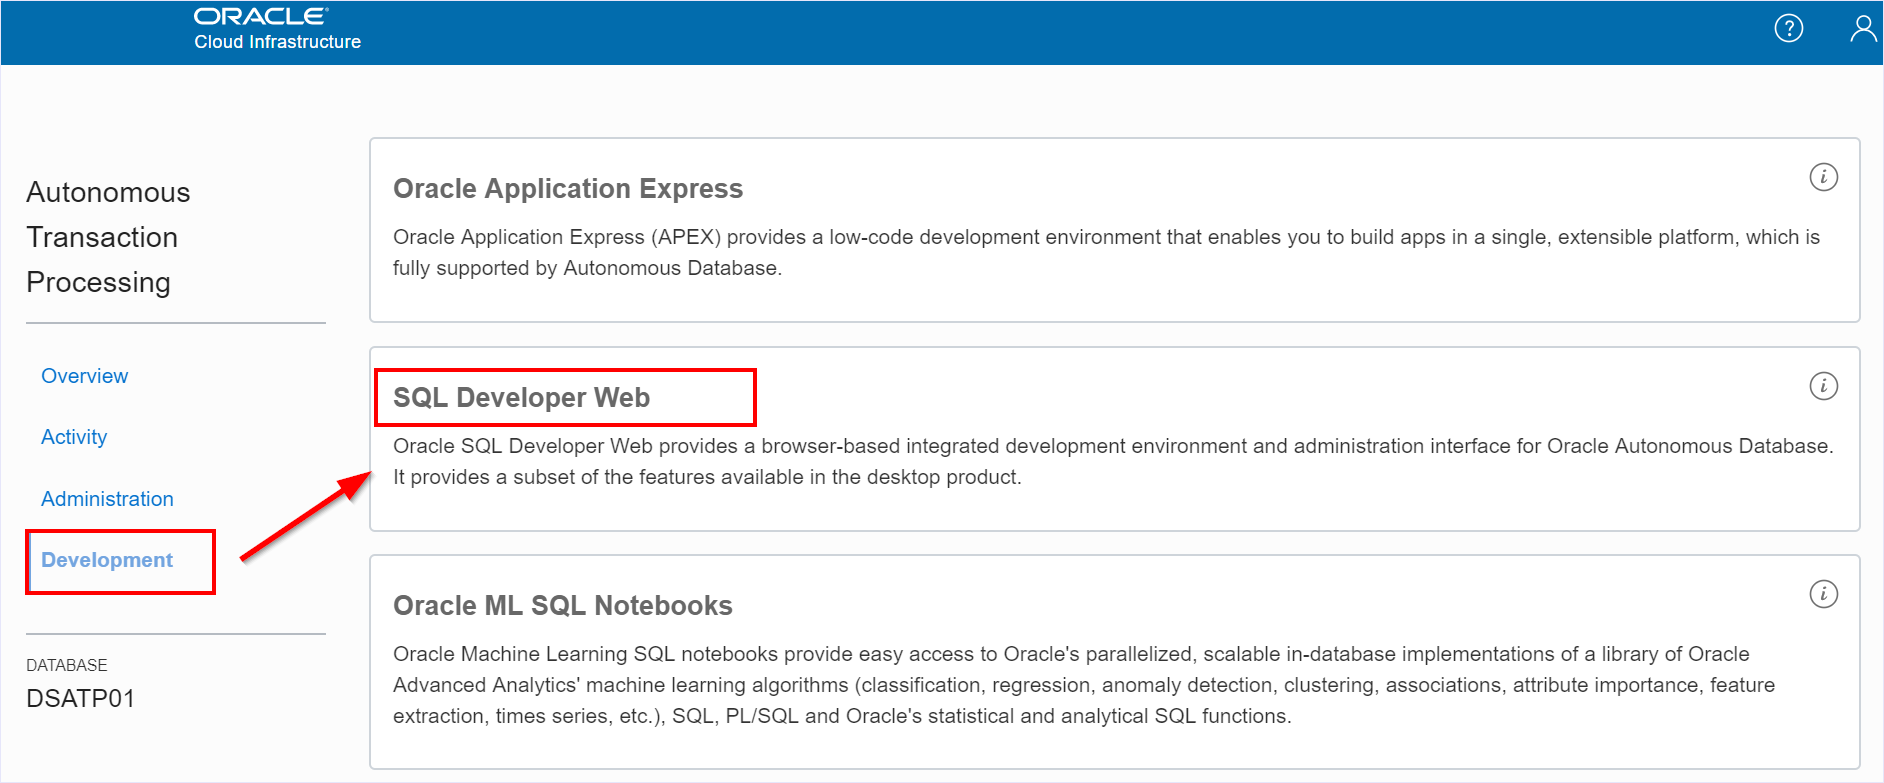 ORACLE
Cloud Infrastructure
Autonomous
Transaction
Processing
Overview
Activity
Administration
Development
DATABASE
DSATP01
Oracle Application Express
Oracle Application Express (APEX) provides a low-code development environment that enables you to build apps in a single, extensible platform, which is
fully supported by Autonomous Database.
SQL Developer Web
Oracle SQL Developer Web provides a browser-based integrated development environment and administration interface for Oracle Autonomous Database.
It provides a subset of the features available in the desktop product.
Oracle ML SQL Notebooks
Oracle Machine Learning SQL notebooks provide easy access to Oracle's parallelized, scalable in-database implementations of a library of Oracle
Advanced Analytics' machine learning algorithms (classification, regression, anomaly detection, clustering, associations, attribute importance, feature
extraction, times series, etc.), SQL, PL/SQL and Oracle's statistical and analytical SQL functions.